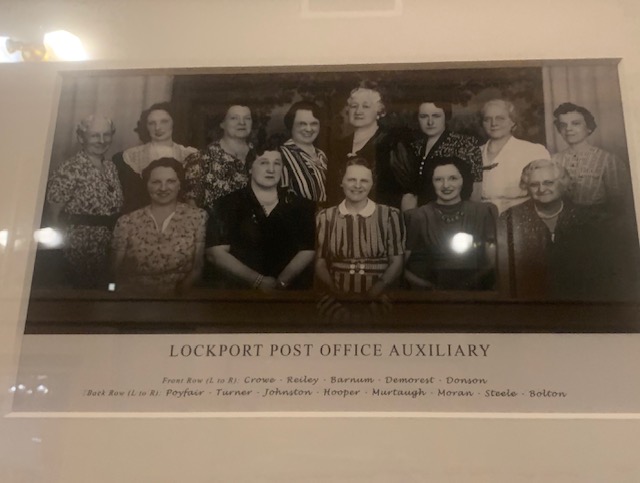 LOCKPORT POST OFFICE AUXILIARY
Front Row (L to R): Crowe - Reiley - Barnum - Demorest - Donson
Back Row (L to R): Poyfair - Turner - Johnston - Hooper - Murtaugh - Moran - Steele - Bolton